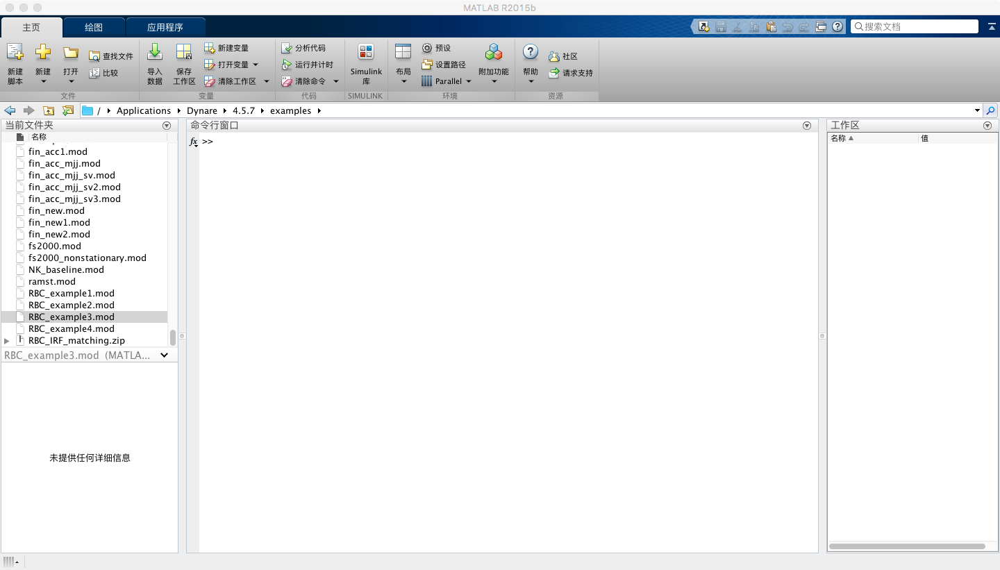 MATLAB R2015b
主页 绘图 应用程序 搜索文档
新建脚本 新建 打开 查找文件 比较 文件
导入数据 保存工作区 新建变量 打开变量 清除工作区 变量
分析代码 运行并计时 清除命令 代码
Simulink 库 SIMULINK
布局 预设 设置路径 Parallel 附加功能 环境
帮助 社区 请求支持 资源
/ Applications Dynare 4.5.7 examples
当前文件夹
名称
fin_acc1.mod
fin_acc_mjj.mod
fin_acc_mjj_sv.mod
fin_acc_mjj_sv2.mod
fin_acc_mjj_sv3.mod
fin_new.mod
fin_new1.mod
fin_new2.mod
fs2000.mod
fs2000_nonstationary.mod
NK_baseline.mod
ramst.mod
RBC_example1.mod
RBC_example2.mod
RBC_example3.mod
RBC_example4.mod
RBC_IRF_matching.zip
RBC_example3.mod (MATLA...
未提供任何详细信息
命令行窗口
fx >>
工作区
名称 值